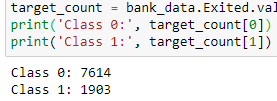 target_count = bank_data.Exited.val
print('Class 0:', target_count[0])
print('Class 1:', target_count[1])
Class 0: 7614
Class 1: 1903